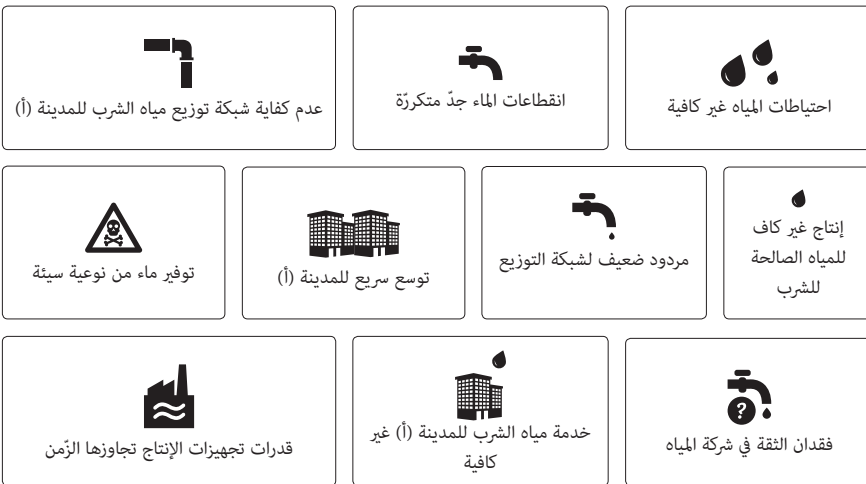 احتياطات المياه غير كافية
انقطاعات الماء جدّ متكررّة
عدم كفاية شبكة توزيع مياه الشرب للمدينة (أ)
إنتاج غير كاف
للمياه الصالحة
للشرب
مردود ضعيف لشبكة التوزيع
توسع سريع للمدينة (أ)
توفير ماء من نوعية سيئة
فقدان الثقة في شركة المياه
خدمة مياه الشرب للمدينة (أ) غير
كافية
قدرات تجهيزات الإنتاج تجاوزها الزّمن